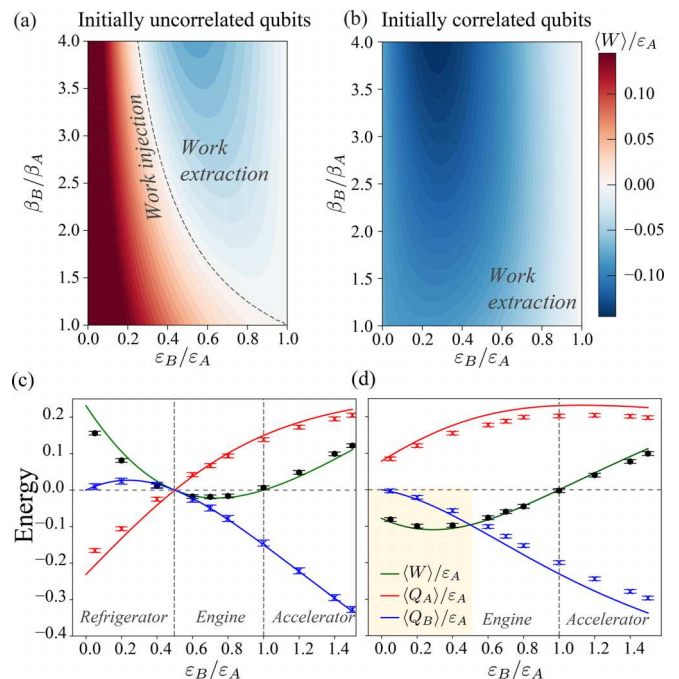 (a) Initially uncorrelated qubits
(b) Initially correlated qubits
⟨W⟩/ε_A
4.0
3.5
3.0
2.5
2.0
1.5
1.0
β_B/β_A
Work injection
Work
extraction
0.0 0.2 0.4 0.6 0.8 1.0
ε_B/ε_A
4.0
3.5
3.0
2.5
2.0
1.5
1.0
β_B/β_A
Work
extraction
0.0 0.2 0.4 0.6 0.8 1.0
ε_B/ε_A
0.10
0.05
0.00
−0.05
−0.10
(c)
Energy
0.2
0.1
0.0
−0.1
−0.2
−0.3
−0.4
Refrigerator Engine Accelerator
0.0 0.2 0.4 0.6 0.8 1.0 1.2 1.4
ε_B/ε_A
(d)
⟨W⟩/ε_A
⟨Q_A⟩/ε_A
⟨Q_B⟩/ε_A
Engine Accelerator
0.0 0.2 0.4 0.6 0.8 1.0 1.2 1.4
ε_B/ε_A